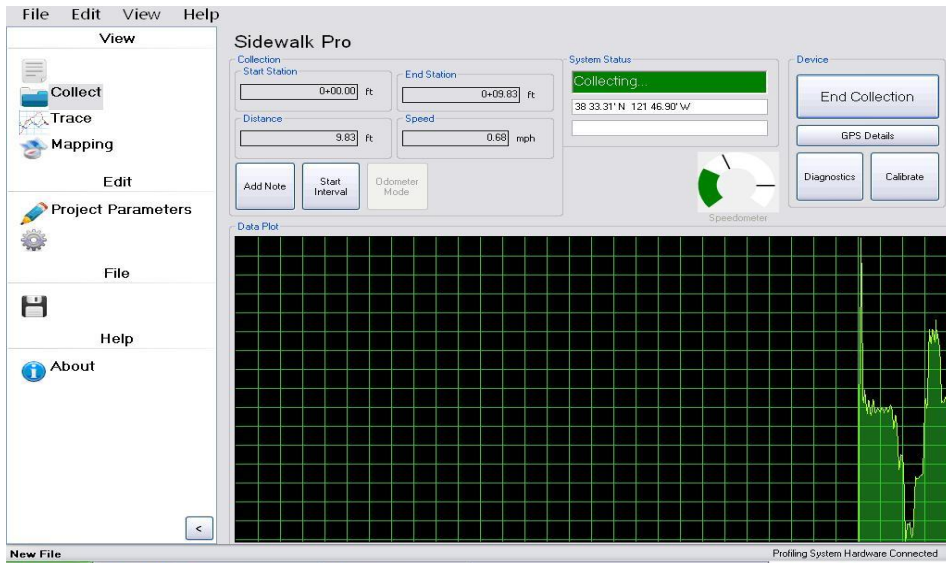 File Edit View Help
View
Collect
Trace
Mapping
Edit
Project Parameters
File
Help
About
<
Sidewalk Pro
Collection
Start Station
0+00.00 ft
End Station
0+09.83 ft
Distance
9.83 ft
Speed
0.68 mph
Add Note
Start
Interval
Odometer
Mode
System Status
Collecting...
38 33.31' N 121 46.90' W
Speedometer
Device
End Collection
GPS Details
Diagnostics
Calibrate
Data Plot
New File
Profiling System Hardware Connected